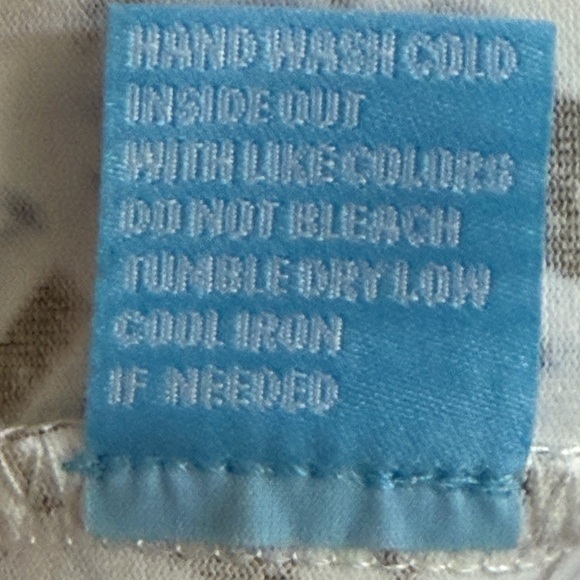 HAND WASH COLD
INSIDE OUT
WITH LIKE COLORS
DO NOT BLEACH
TUMBLE DRY LOW
COOL IRON
IF NEEDED